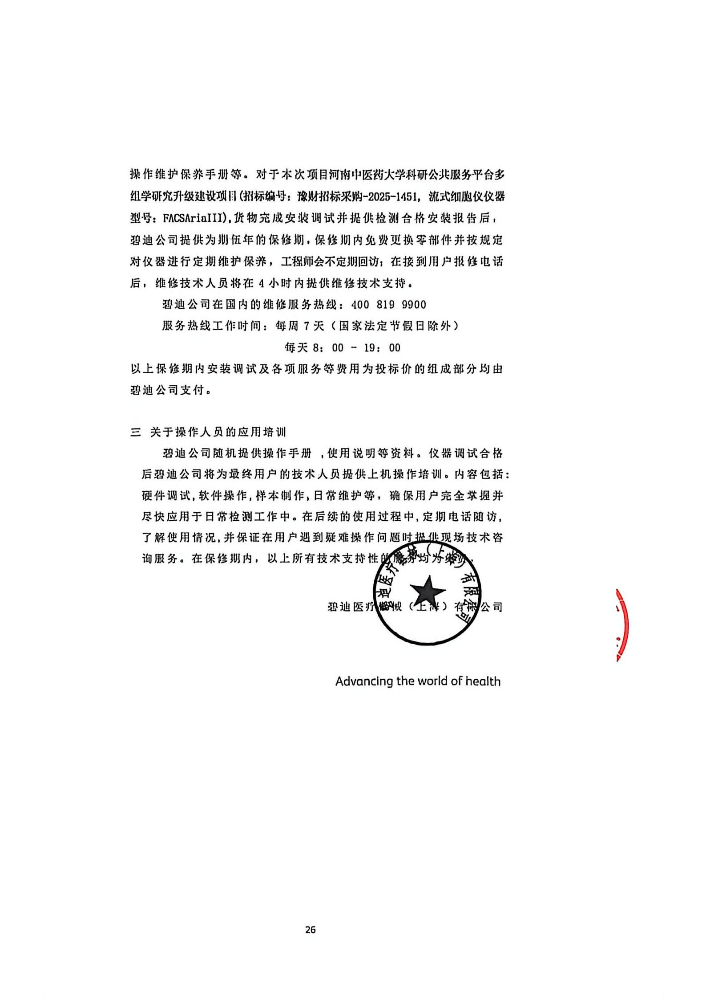 操作维护保养手册等。对于本次项目河南中医药大学科研公共服务平台多
组学研究升级建设项目(招标编号：豫财招标采购-2025-1451，流式细胞仪仪器
型号：FACSAriaIII),货物完成安装调试并提供检测合格安装报告后，
碧迪公司提供为期伍年的保修期，保修期内免费更换零部件并按规定
对仪器进行定期维护保养，工程师会不定期回访；在接到用户报修电话
后，维修技术人员将在 4 小时内提供维修技术支持。
碧迪公司在国内的维修服务热线：400 819 9900
服务热线工作时间：每周 7 天（国家法定节假日除外）
每天 8：00 - 19：00
以上保修期内安装调试及各项服务等费用为投标价的组成部分均由
碧迪公司支付。
三 关于操作人员的应用培训
碧迪公司随机提供操作手册 ,使用说明等资料。仪器调试合格
后碧迪公司将为最终用户的技术人员提供上机操作培训。内容包括：
硬件调试,软件操作,样本制作,日常维护等，确保用户完全掌握并
尽快应用于日常检测工作中。在后续的使用过程中,定期电话随访,
了解使用情况,并保证在用户遇到疑难操作问题时提供现场技术咨
询服务。在保修期内，以上所有技术支持性的服务均为免费。
碧迪医疗器械（上海）有限公司
碧迪医疗器械（上海）有限公司
Advancing the world of health
26